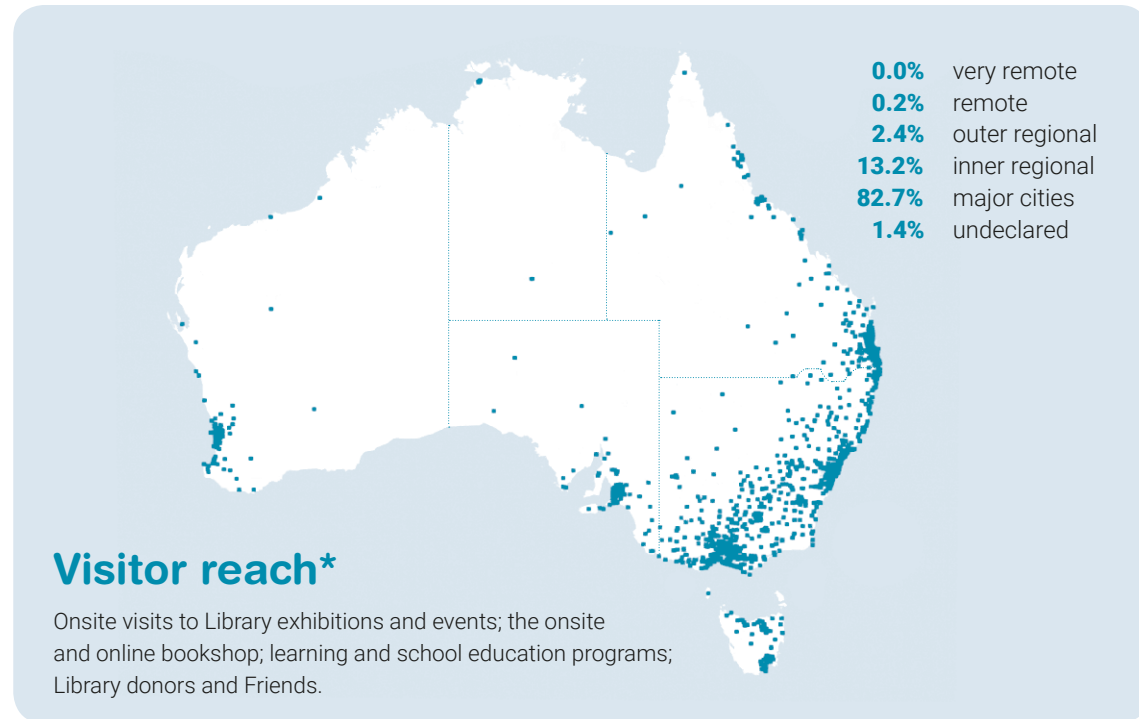 0.0% very remote
0.2% remote
2.4% outer regional
13.2% inner regional
82.7% major cities
1.4% undeclared
Visitor reach*
Onsite visits to Library exhibitions and events; the onsite
and online bookshop; learning and school education programs;
Library donors and Friends.